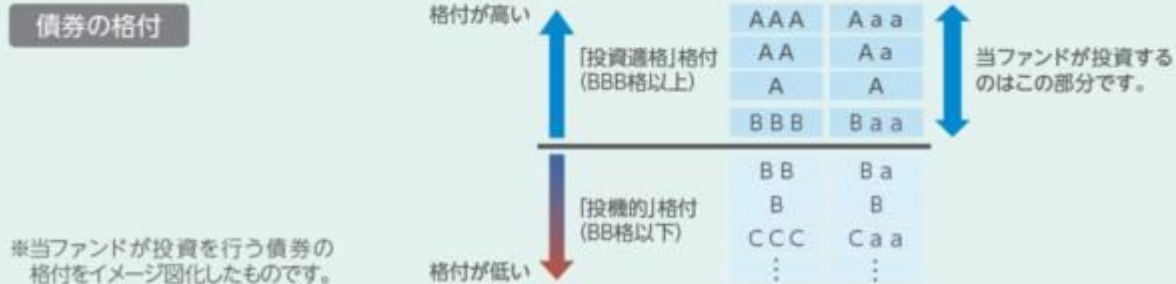 債券の格付
格付が高い
「投資適格」格付
(BBB格以上)
AAA Aaa
AA Aa
A A
BBB Baa
当ファンドが投資する
のはこの部分です。
「投機的」格付
(BB格以下)
BB Ba
B B
CCC Caa
⋮ ⋮
格付が低い
※当ファンドが投資を行う債券の
格付をイメージ図化したものです。